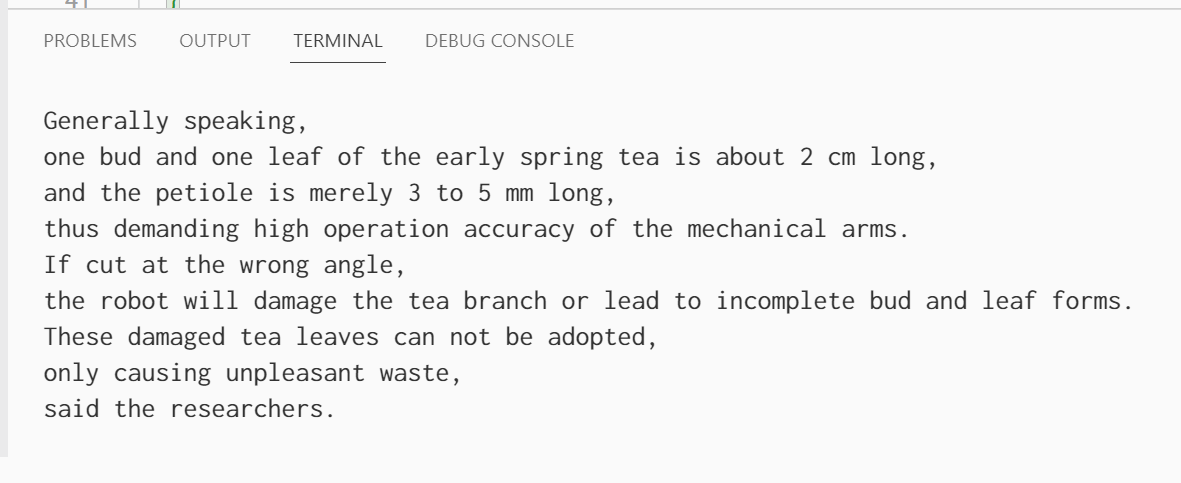 41
PROBLEMS OUTPUT TERMINAL DEBUG CONSOLE
Generally speaking,
one bud and one leaf of the early spring tea is about 2 cm long,
and the petiole is merely 3 to 5 mm long,
thus demanding high operation accuracy of the mechanical arms.
If cut at the wrong angle,
the robot will damage the tea branch or lead to incomplete bud and leaf forms.
These damaged tea leaves can not be adopted,
only causing unpleasant waste,
said the researchers.